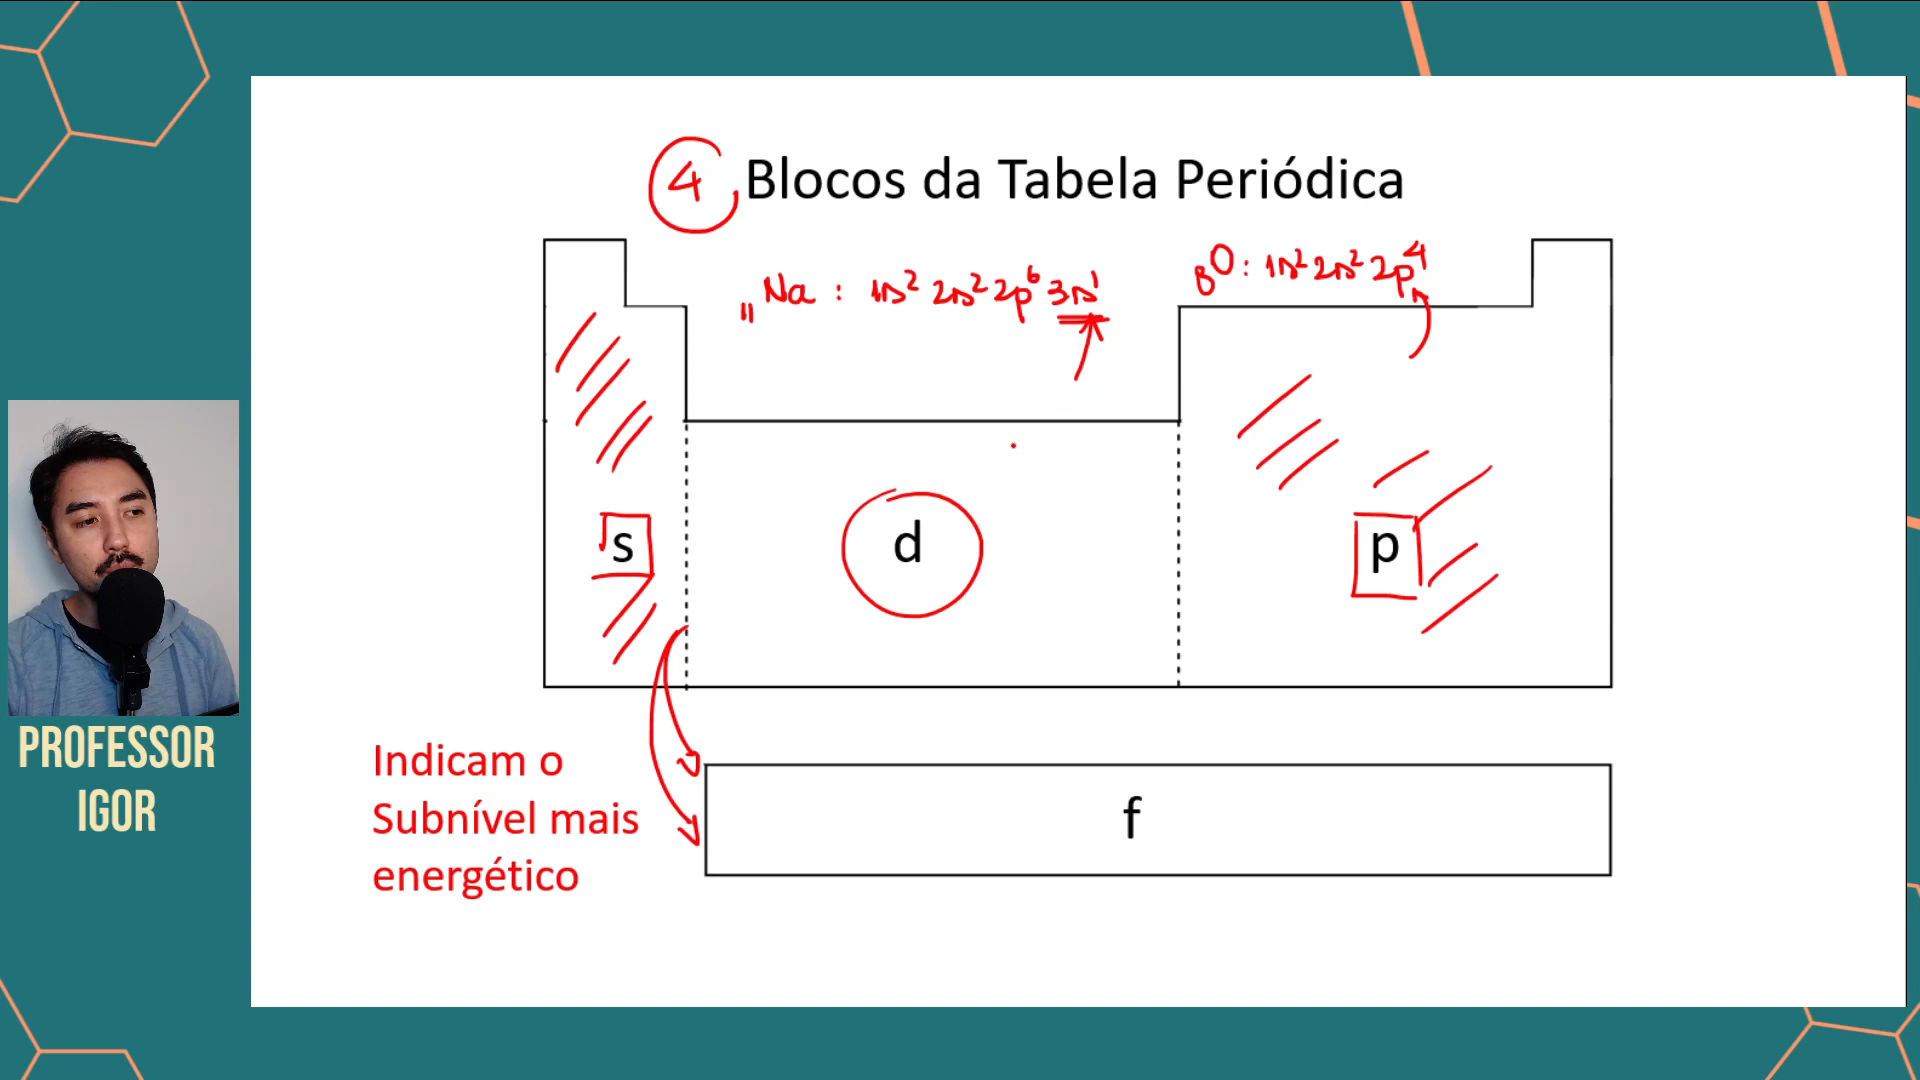 4 Blocos da Tabela Periódica
11Na : 1s² 2s² 2p⁶ 3s¹
8O : 1s² 2s² 2p⁴
s
d
p
f
Indicam o
Subnível mais
energético
PROFESSOR
IGOR